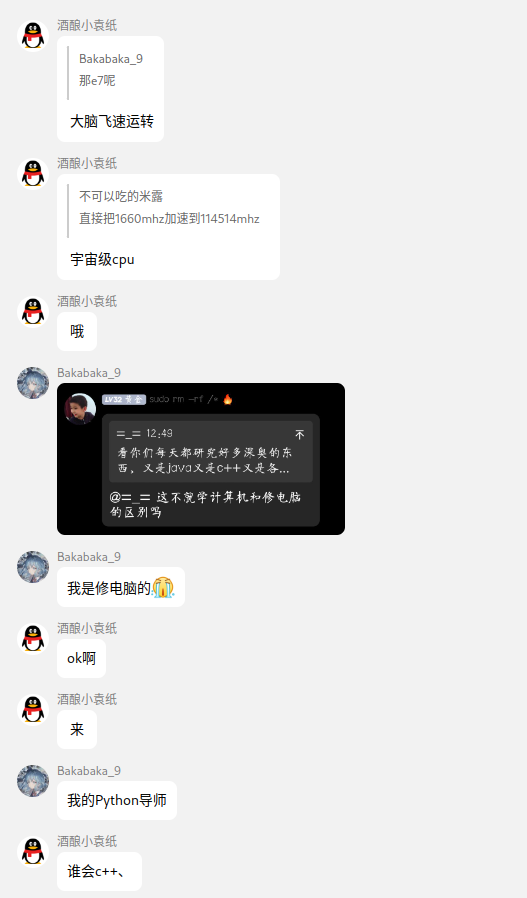 酒酿小袁纸
Bakabaka_9
那e7呢
大脑飞速运转
酒酿小袁纸
不可以吃的米露
直接把1660mhz加速到114514mhz
宇宙级cpu
酒酿小袁纸
哦
Bakabaka_9
LV32 黄金 sudo rm -rf /* 🔥
=_= 12:49
看你们每天都研究好多深奥的东
西，又是java又是c++又是各...
@=_= 这不就学计算机和修电脑
的区别吗
Bakabaka_9
我是修电脑的😭
酒酿小袁纸
ok啊
酒酿小袁纸
来
Bakabaka_9
我的Python导师
酒酿小袁纸
谁会c++、